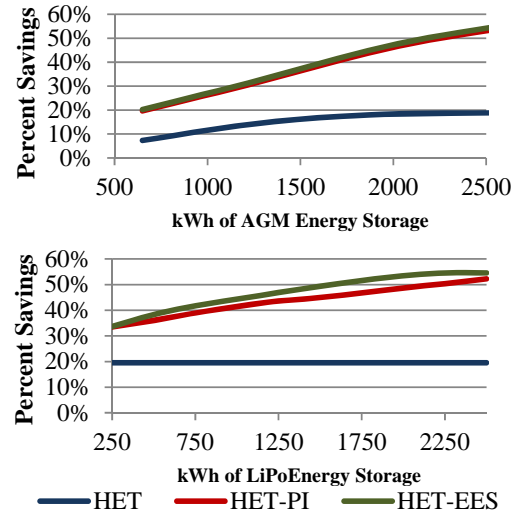 Percent Savings
60%
50%
40%
30%
20%
10%
0%
500 1000 1500 2000 2500
kWh of AGM Energy Storage
Percent Savings
60%
50%
40%
30%
20%
10%
0%
250 750 1250 1750 2250
kWh of LiPoEnergy Storage
HET HET-PI HET-EES